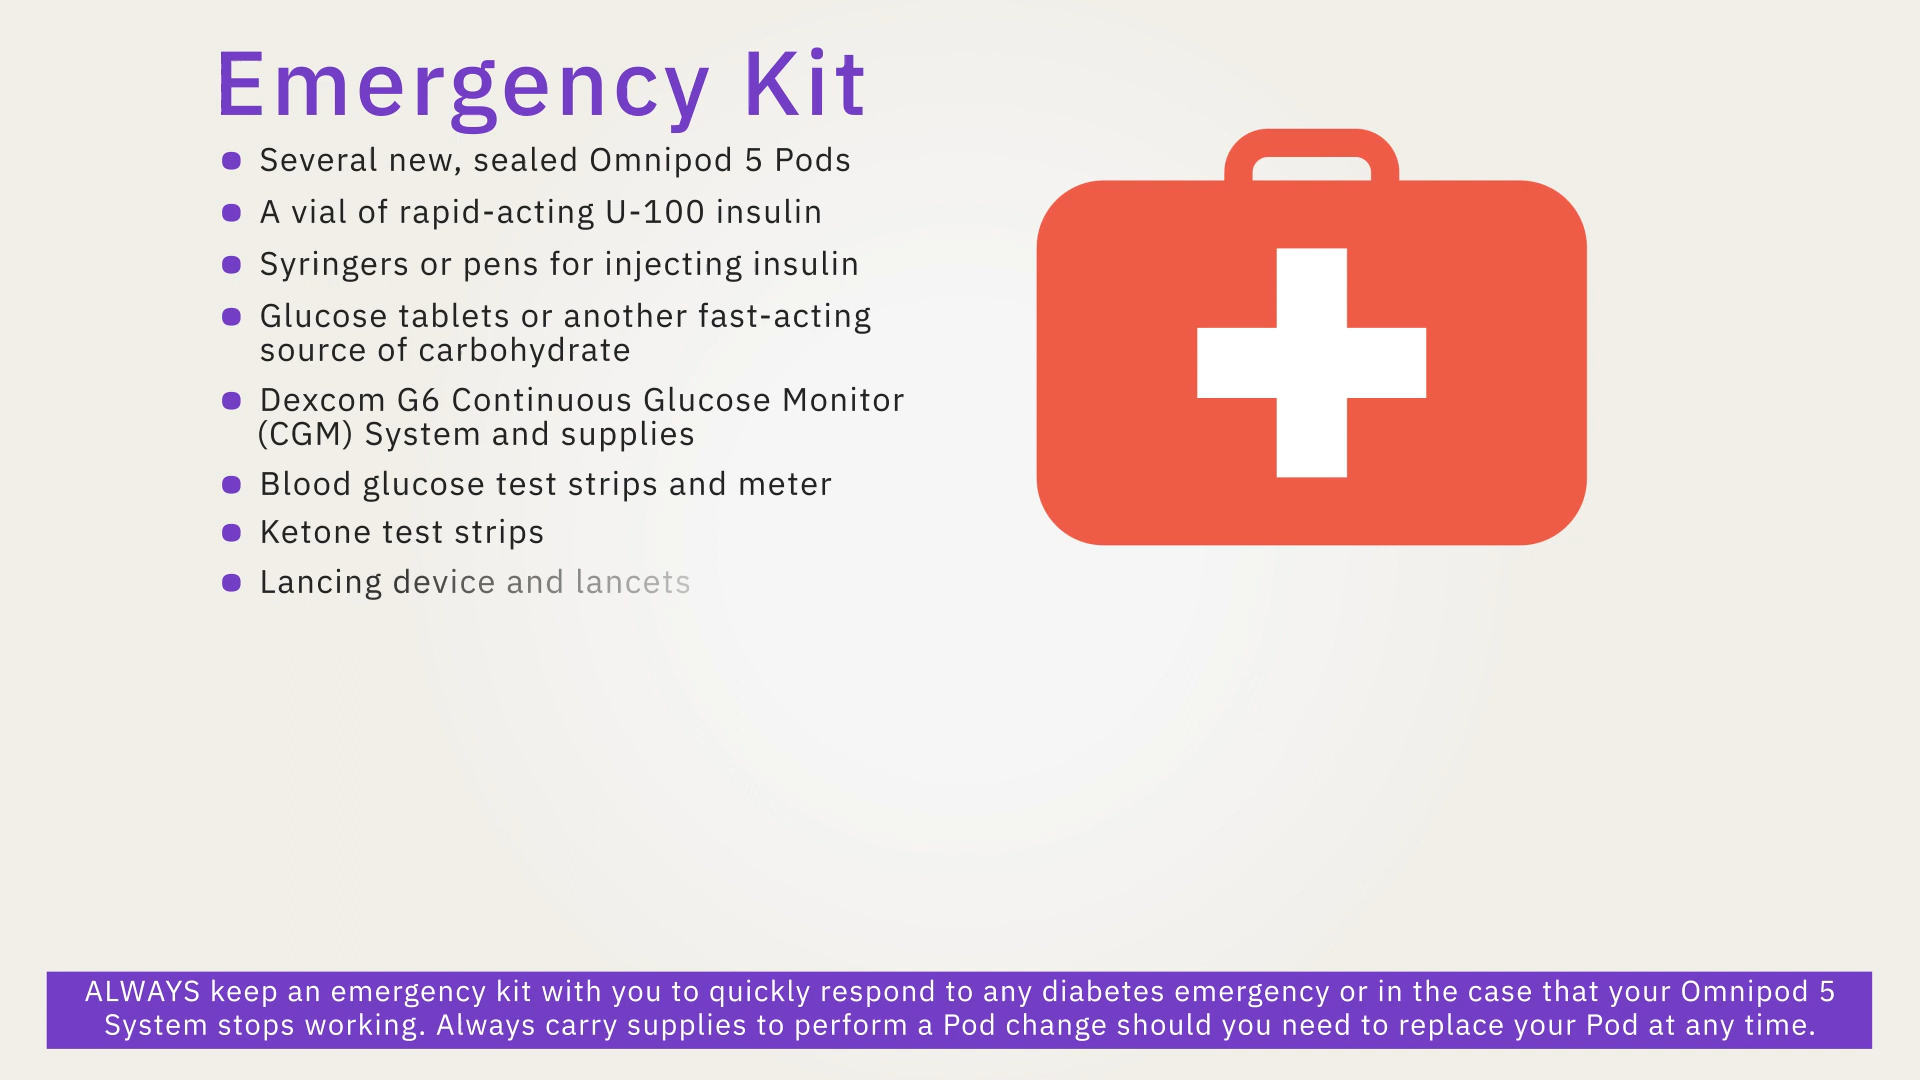 Emergency Kit
Several new, sealed Omnipod 5 Pods
A vial of rapid-acting U-100 insulin
Syringers or pens for injecting insulin
Glucose tablets or another fast-acting
source of carbohydrate
Dexcom G6 Continuous Glucose Monitor
(CGM) System and supplies
Blood glucose test strips and meter
Ketone test strips
Lancing device and lancets
ALWAYS keep an emergency kit with you to quickly respond to any diabetes emergency or in the case that your Omnipod 5
System stops working. Always carry supplies to perform a Pod change should you need to replace your Pod at any time.